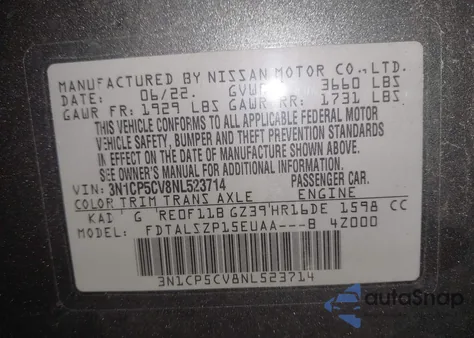 MANUFACTURED BY NISSAN MOTOR CO.,LTD.
DATE: 06/22. GVWR: 3660 LBS
GAWR FR: 1929 LBS GAWR RR: 1731 LBS
THIS VEHICLE CONFORMS TO ALL APPLICABLE FEDERAL MOTOR
VEHICLE SAFETY, BUMPER AND THEFT PREVENTION STANDARDS
IN EFFECT ON THE DATE OF MANUFACTURE SHOWN ABOVE.
SEE OWNER'S MANUAL FOR ADDITIONAL INFORMATION.
VIN: 3N1CP5CV8NL523714 PASSENGER CAR.
COLOR TRIM TRANS AXLE ENGINE
KAD G RE0F11B GZ39 HR16DE 1598 CC
MODEL: FDTALSZP15EUAA---B 4Z000
3N1CP5CV8NL523714
autoSnap